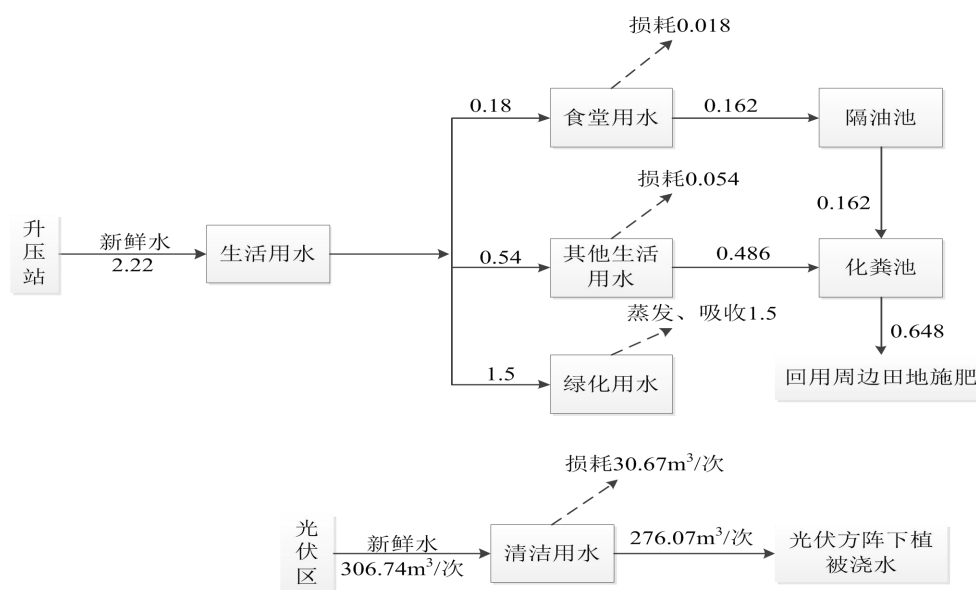 损耗0.018
0.18
食堂用水
0.162
隔油池
损耗0.054
0.162
升
压
站
新鲜水
2.22
生活用水
0.54
其他生活
用水
0.486
化粪池
蒸发、吸收1.5
0.648
1.5
绿化用水
回用周边田地施肥
损耗30.67m³/次
光
伏
区
新鲜水
306.74m³/次
清洁用水
276.07m³/次
光伏方阵下植
被浇水